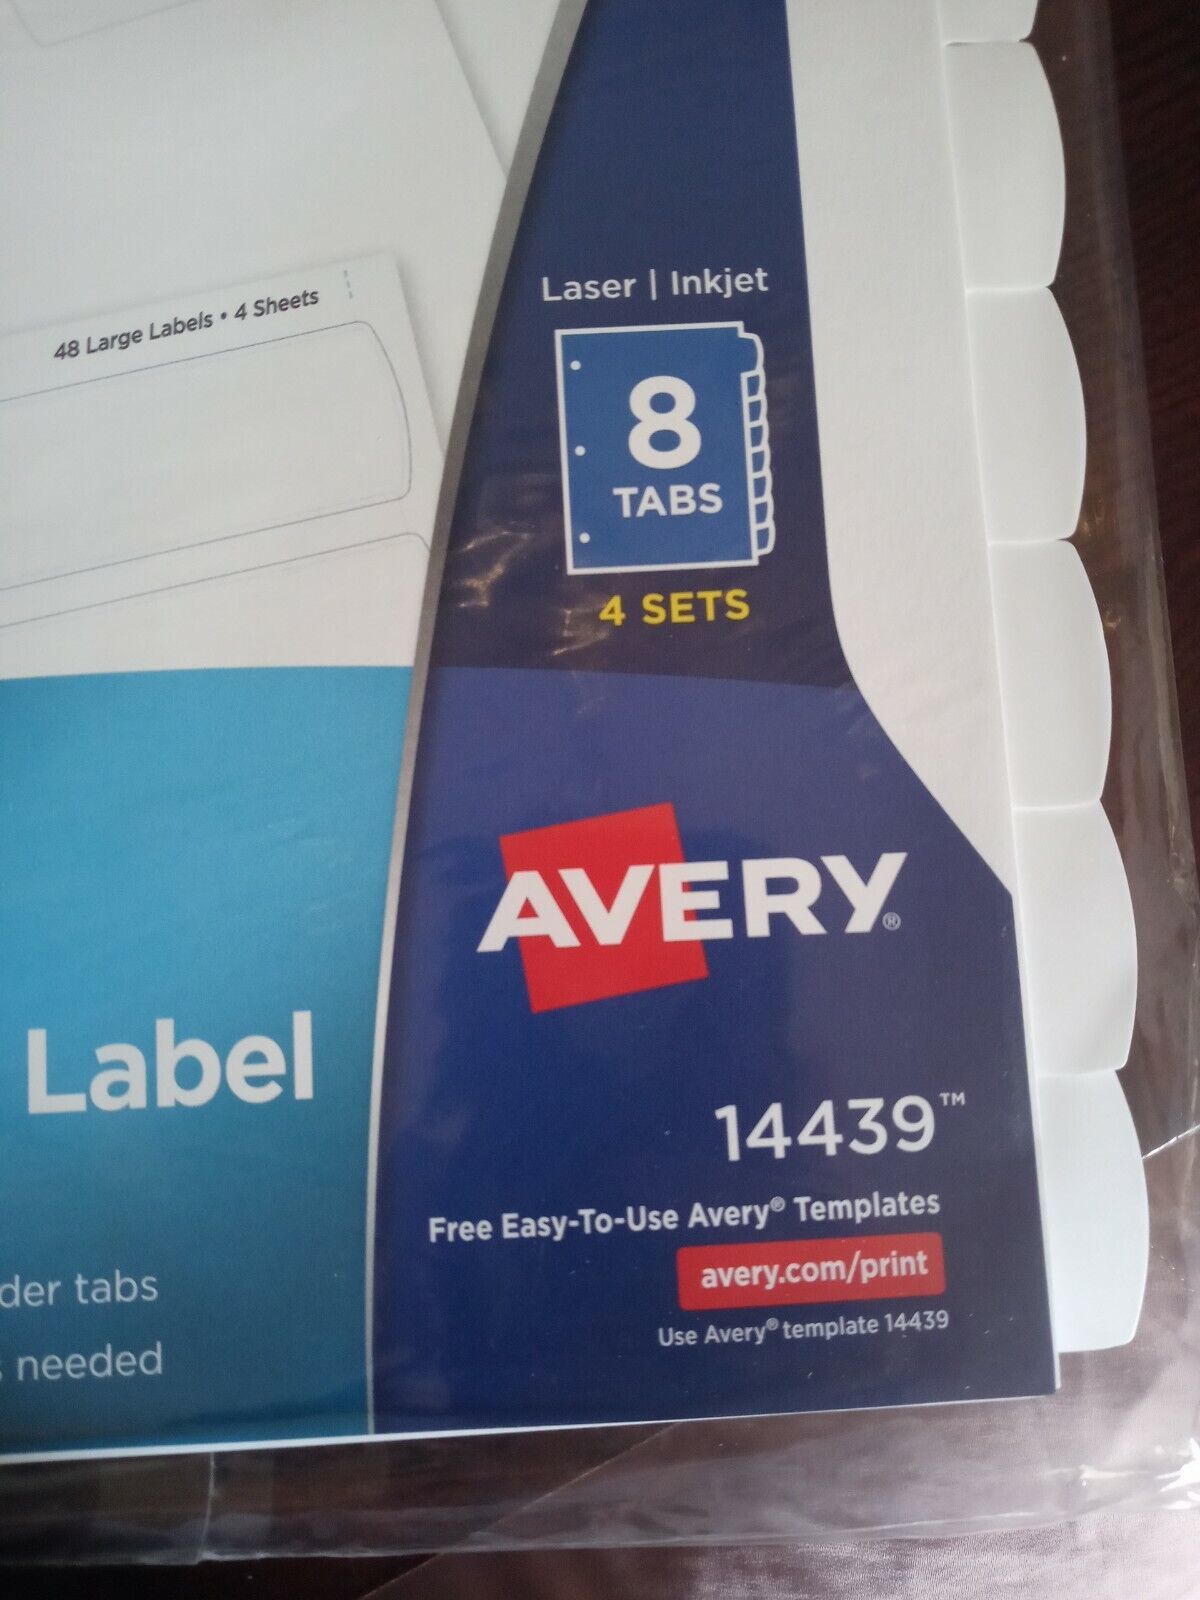 Laser | Inkjet
48 Large Labels • 4 Sheets
8
TABS
4 SETS
AVERY®
Label
14439™
Free Easy-To-Use Avery® Templates
avery.com/print
Use Avery® template 14439
der tabs
needed